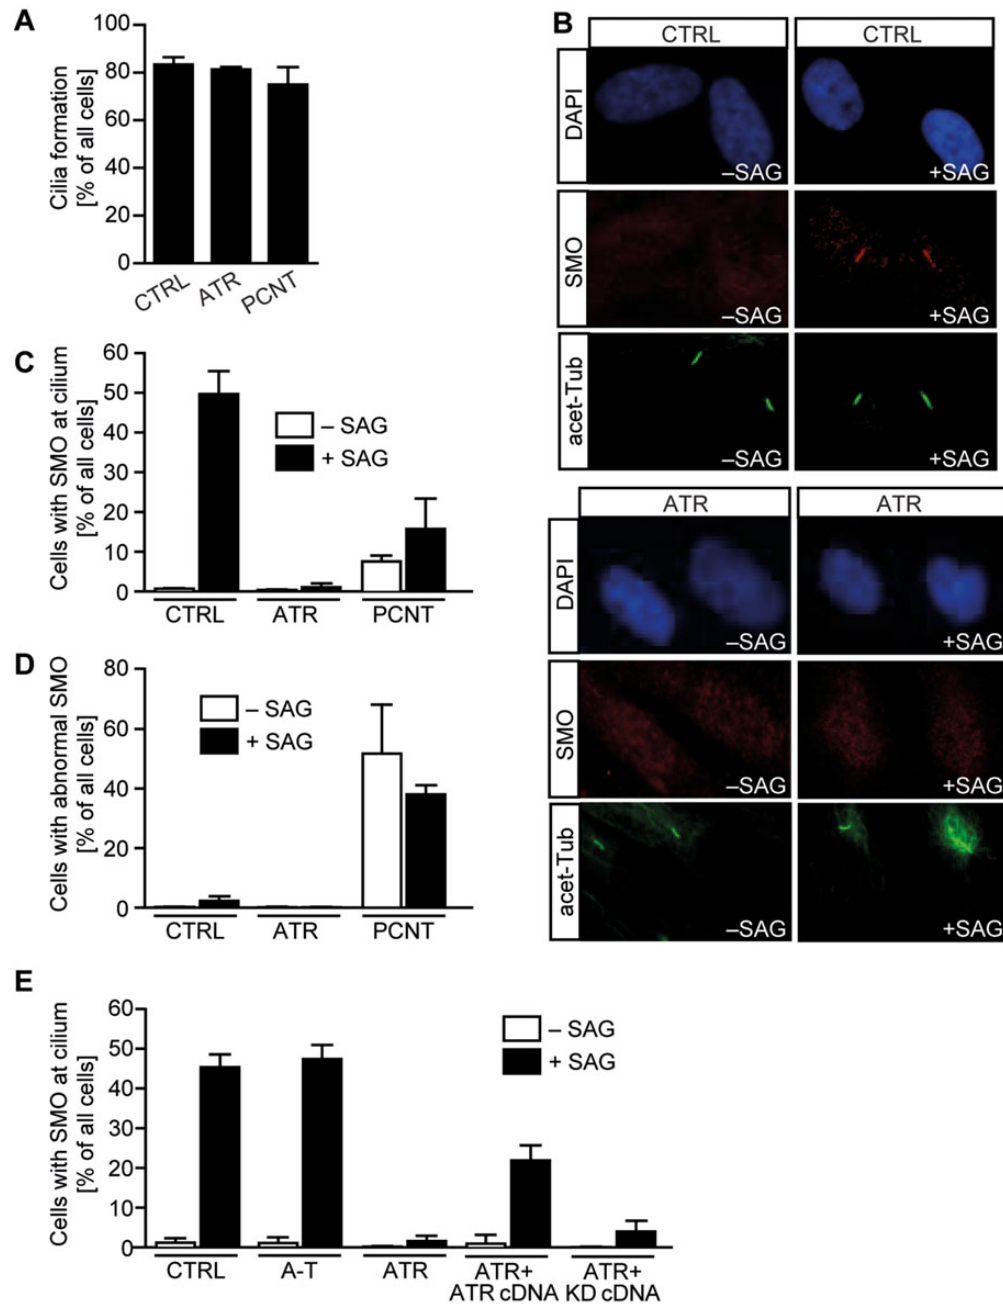 A
Cilia formation
[% of all cells]
100
80
60
40
20
0
CTRL
ATR
PCNT
B
CTRL
CTRL
DAPI
–SAG
+SAG
SMO
–SAG
+SAG
acet-Tub
–SAG
+SAG
ATR
ATR
DAPI
–SAG
+SAG
SMO
–SAG
+SAG
acet-Tub
–SAG
+SAG
C
Cells with SMO at cilium
[% of all cells]
60
50
40
30
20
10
0
– SAG
+ SAG
CTRL
ATR
PCNT
D
Cells with abnormal SMO
[% of all cells]
80
60
40
20
0
– SAG
+ SAG
CTRL
ATR
PCNT
E
Cells with SMO at cilium
[% of all cells]
60
50
40
30
20
10
0
– SAG
+ SAG
CTRL
A-T
ATR
ATR+
ATR cDNA
ATR+
KD cDNA